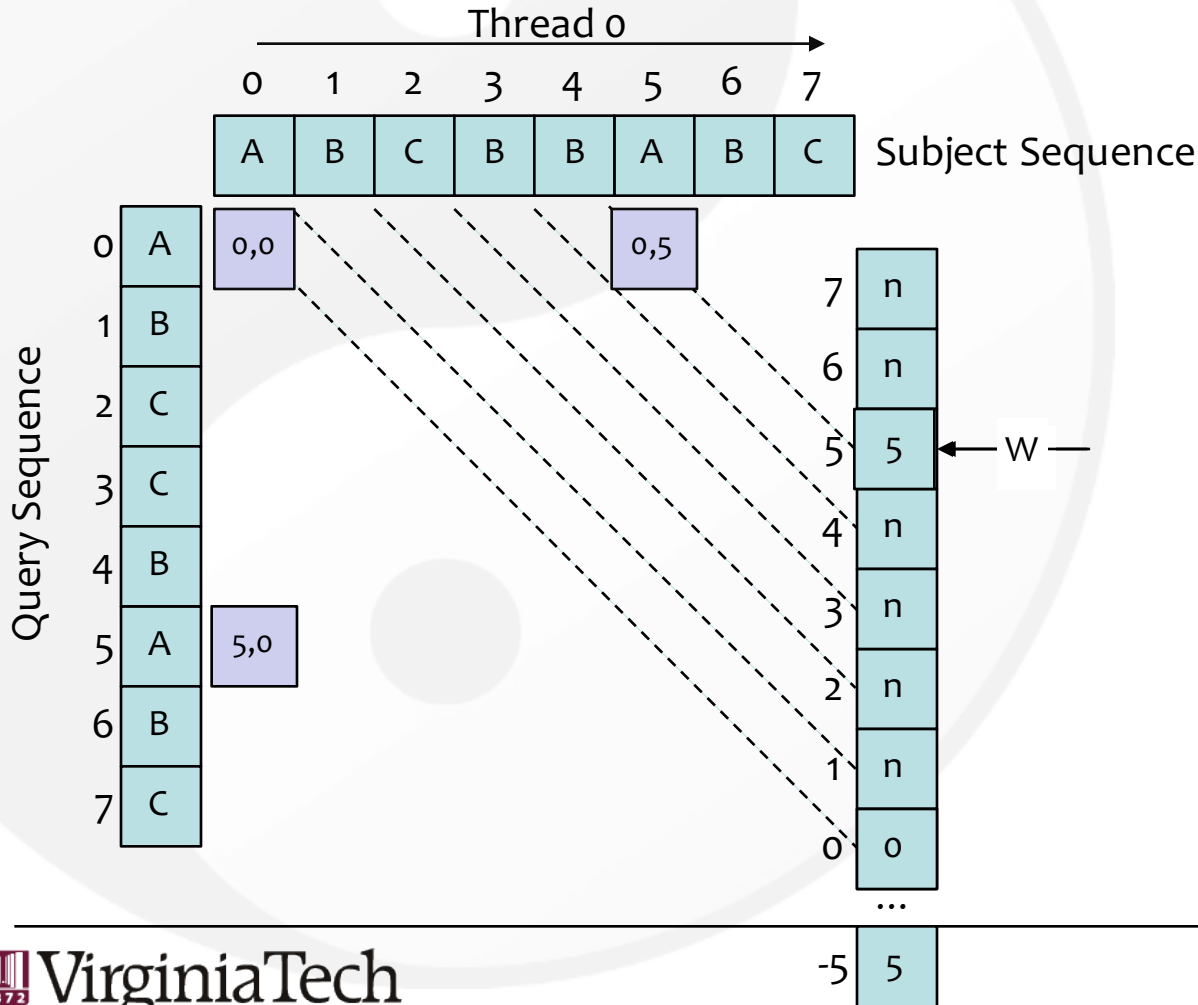 Thread 0
0 1 2 3 4 5 6 7
A B C B B A B C Subject Sequence
Query Sequence
0 A 0,0 0,5
7 n
1 B
6 n
2 C
5 5 W
3 C
4 n
4 B
3 n
5 A 5,0
2 n
6 B
1 n
7 C
0 0
...
VirginiaTech
-5 5